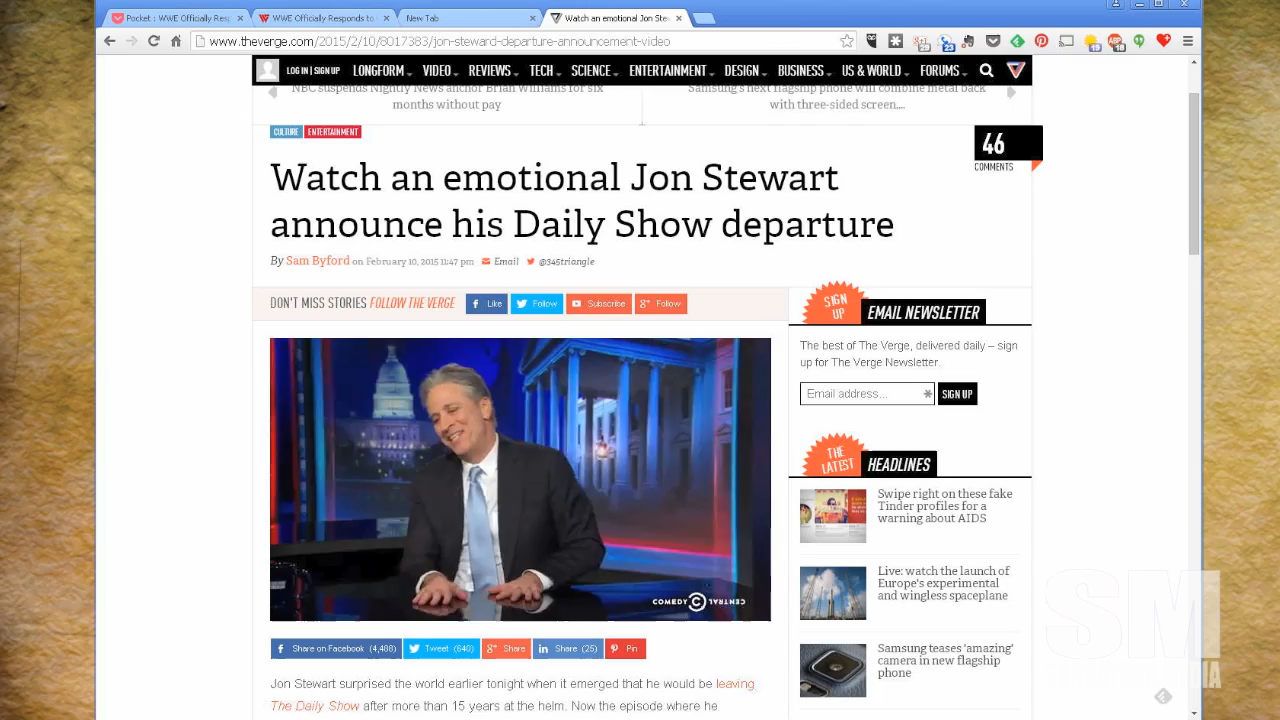 Pocket : WWE Officially Resp
WWE Officially Responds to
New Tab
Watch an emotional Jon Ste
www.theverge.com/2015/2/10/8017383/jon-steward-departure-announcement-video
LOG IN | SIGN UP
LONGFORM
VIDEO
REVIEWS
TECH
SCIENCE
ENTERTAINMENT
DESIGN
BUSINESS
US & WORLD
FORUMS
NBC suspends Nightly News anchor Brian Williams for six
months without pay
Samsung's next flagship phone will combine metal back
with three-sided screen,...
CULTURE
ENTERTAINMENT
46
COMMENTS
Watch an emotional Jon Stewart
announce his Daily Show departure
By Sam Byford on February 10, 2015 11:47 pm Email @345triangle
DON'T MISS STORIES FOLLOW THE VERGE
Like
Follow
Subscribe
Follow
COMEDY CENTRAL
Share on Facebook (4,488)
Tweet (640)
Share
Share (25)
Pin
Jon Stewart surprised the world earlier tonight when it emerged that he would be leaving
The Daily Show after more than 15 years at the helm. Now the episode where he
SIGN
UP
EMAIL NEWSLETTER
The best of The Verge, delivered daily – sign
up for The Verge Newsletter.
Email address...
SIGN UP
THE
LATEST
HEADLINES
Swipe right on these fake
Tinder profiles for a
warning about AIDS
Live: watch the launch of
Europe's experimental
and wingless spaceplane
Samsung teases 'amazing'
camera in new flagship
phone
SM